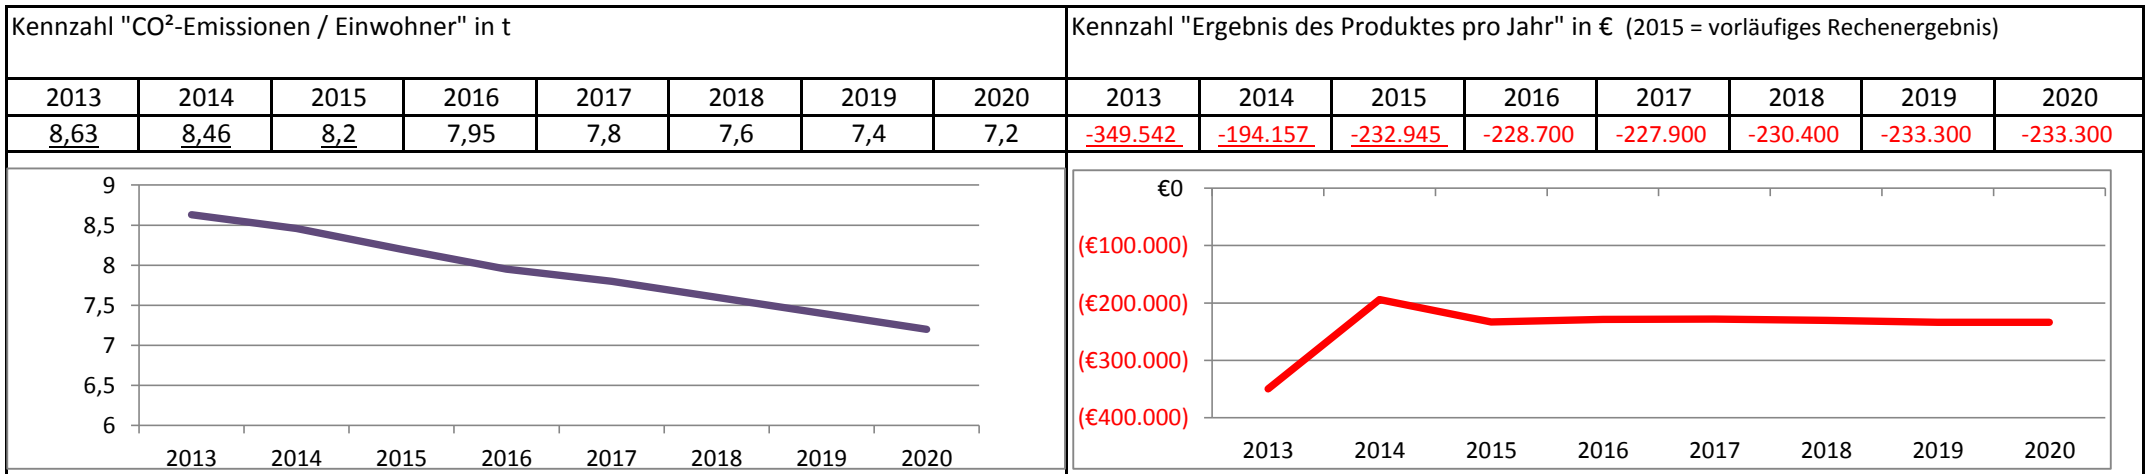 Kennzahl "CO²-Emissionen / Einwohner" in t
2013 2014 2015 2016 2017 2018 2019 2020
8,63 8,46 8,2 7,95 7,8 7,6 7,4 7,2
9
8,5
8
7,5
7
6,5
6
2013 2014 2015 2016 2017 2018 2019 2020
Kennzahl "Ergebnis des Produktes pro Jahr" in € (2015 = vorläufiges Rechenergebnis)
2013 2014 2015 2016 2017 2018 2019 2020
-349.542 -194.157 -232.945 -228.700 -227.900 -230.400 -233.300 -233.300
€0
(€100.000)
(€200.000)
(€300.000)
(€400.000)
2013 2014 2015 2016 2017 2018 2019 2020